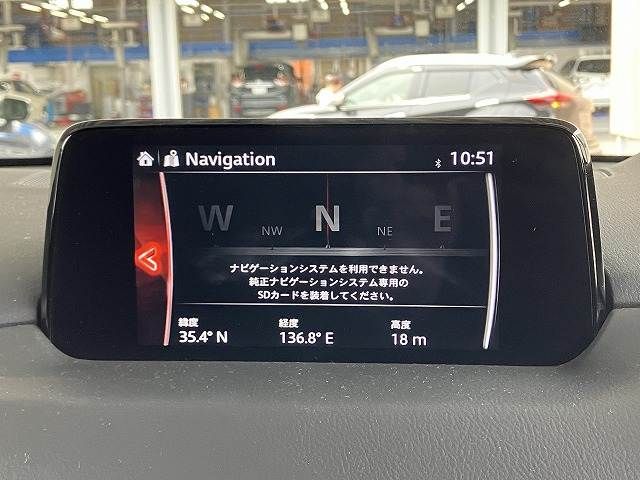 Navigation
10:51
W NW N NE E
ナビゲーションシステムを利用できません。
純正ナビゲーションシステム専用の
SDカードを装着してください。
緯度 経度 高度
35.4° N 136.8° E 18 m